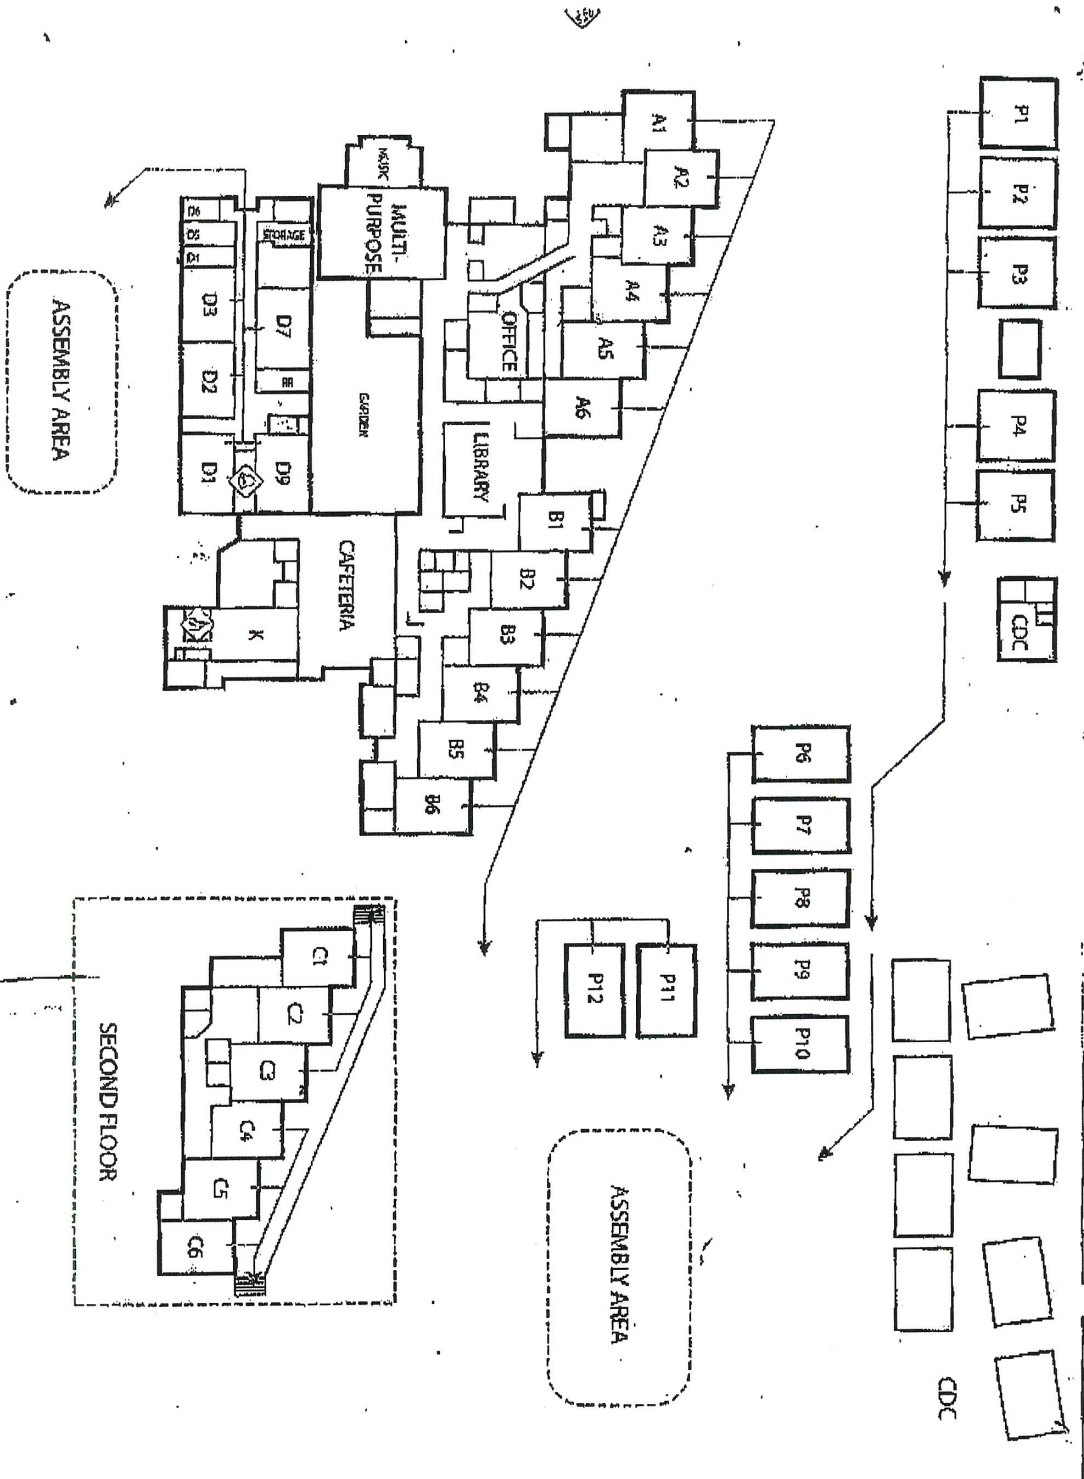 P1
P2
P3
P4
P5
CDC
CDC
P6
P7
P8
P9
P10
A1
A2
A3
A4
A5
A6
B1
B2
B3
B4
B5
B6
P11
P12
ASSEMBLY AREA
OFFICE
LIBRARY
MUSIC
MULTI-
PURPOSE
GARDEN
CAFETERIA
STORAGE
D7
RR
D9
K
D6
D5
D3
D2
D1
ASSEMBLY AREA
C1
C2
C3
C4
C5
C6
SECOND FLOOR